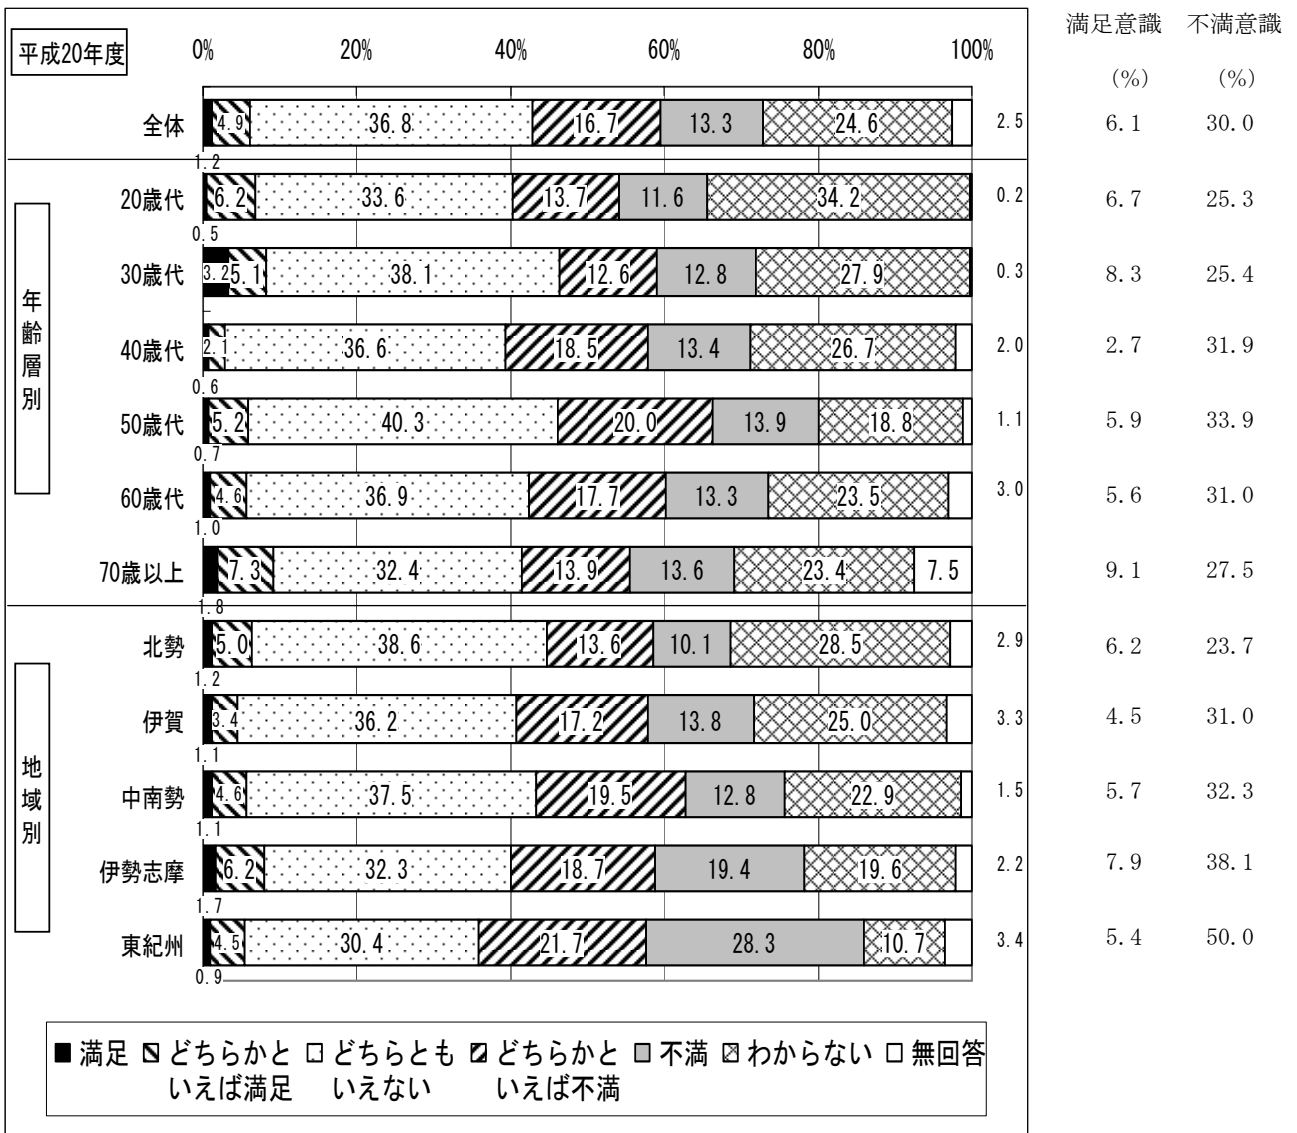 満足意識 不満意識
平成20年度 0% 20% 40% 60% 80% 100%
(%) (%)
全体 4.9 36.8 16.7 13.3 24.6 2.5 6.1 30.0
1.2
20歳代 6.2 33.6 13.7 11.6 34.2 0.2 6.7 25.3
0.5
30歳代 3.2 5.1 38.1 12.6 12.8 27.9 0.3 8.3 25.4
40歳代 2.1 36.6 18.5 13.4 26.7 2.0 2.7 31.9
0.6
50歳代 5.2 40.3 20.0 13.9 18.8 1.1 5.9 33.9
0.7
60歳代 4.6 36.9 17.7 13.3 23.5 3.0 5.6 31.0
1.0
70歳以上 7.3 32.4 13.9 13.6 23.4 7.5 9.1 27.5
1.8
年齢層別
北勢 5.0 38.6 13.6 10.1 28.5 2.9 6.2 23.7
1.2
伊賀 3.4 36.2 17.2 13.8 25.0 3.3 4.5 31.0
1.1
中南勢 4.6 37.5 19.5 12.8 22.9 1.5 5.7 32.3
1.1
伊勢志摩 6.2 32.3 18.7 19.4 19.6 2.2 7.9 38.1
1.7
東紀州 4.5 30.4 21.7 28.3 10.7 3.4 5.4 50.0
0.9
地域別
満足 どちらかと どちらとも どちらかと 不満 わからない 無回答
いえば満足 いえない いえば不満